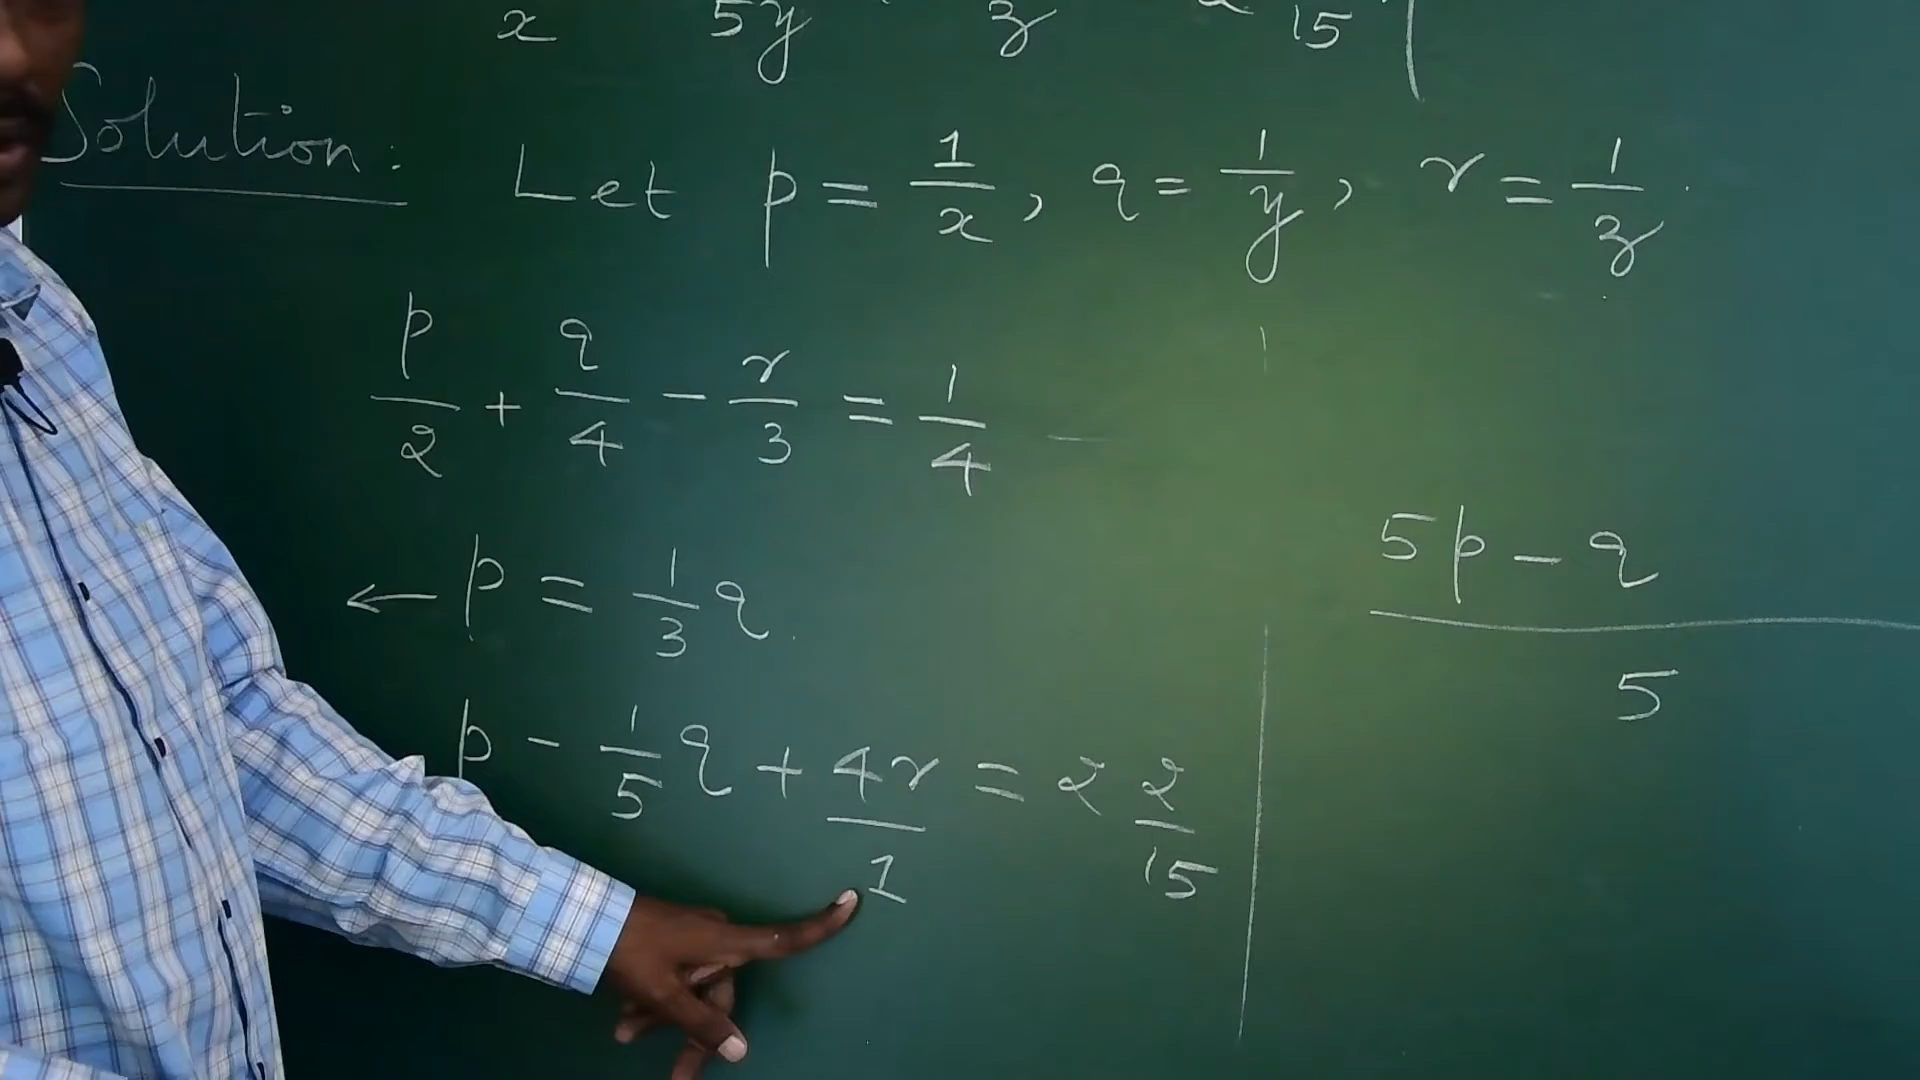 x 5y z 15
Solution: Let p = 1/x, q = 1/y, r = 1/z.
p/2 + q/4 - r/3 = 1/4 —
← p = 1/3 q.
5p - q
5
p - 1/5 q + 4r/1 = 2 2/15